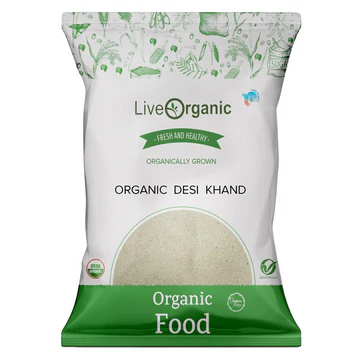 LiveOrganic
FRESH AND HEALTHY
ORGANICALLY GROWN
ORGANIC DESI KHAND
Organic
Food